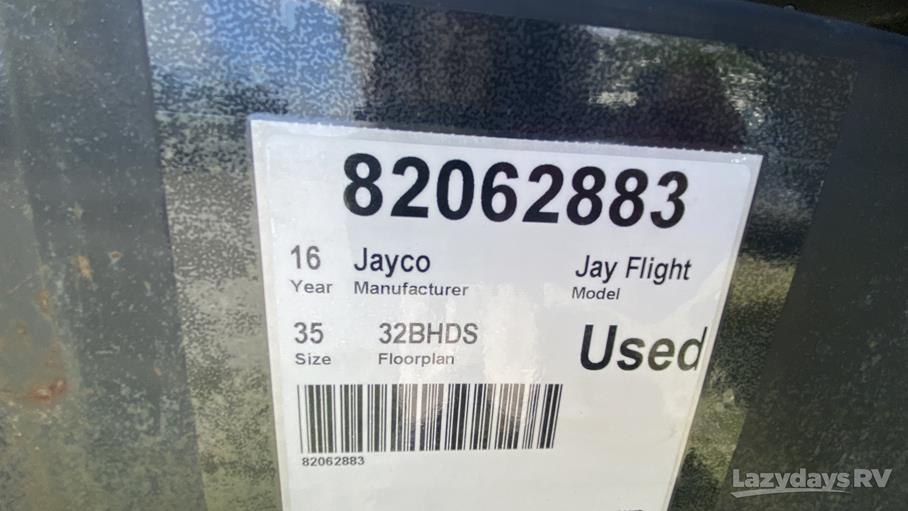 82062883
16 Jayco Jay Flight
Year Manufacturer Model
35 32BHDS Used
Size Floorplan
82062883
LazydaysRV